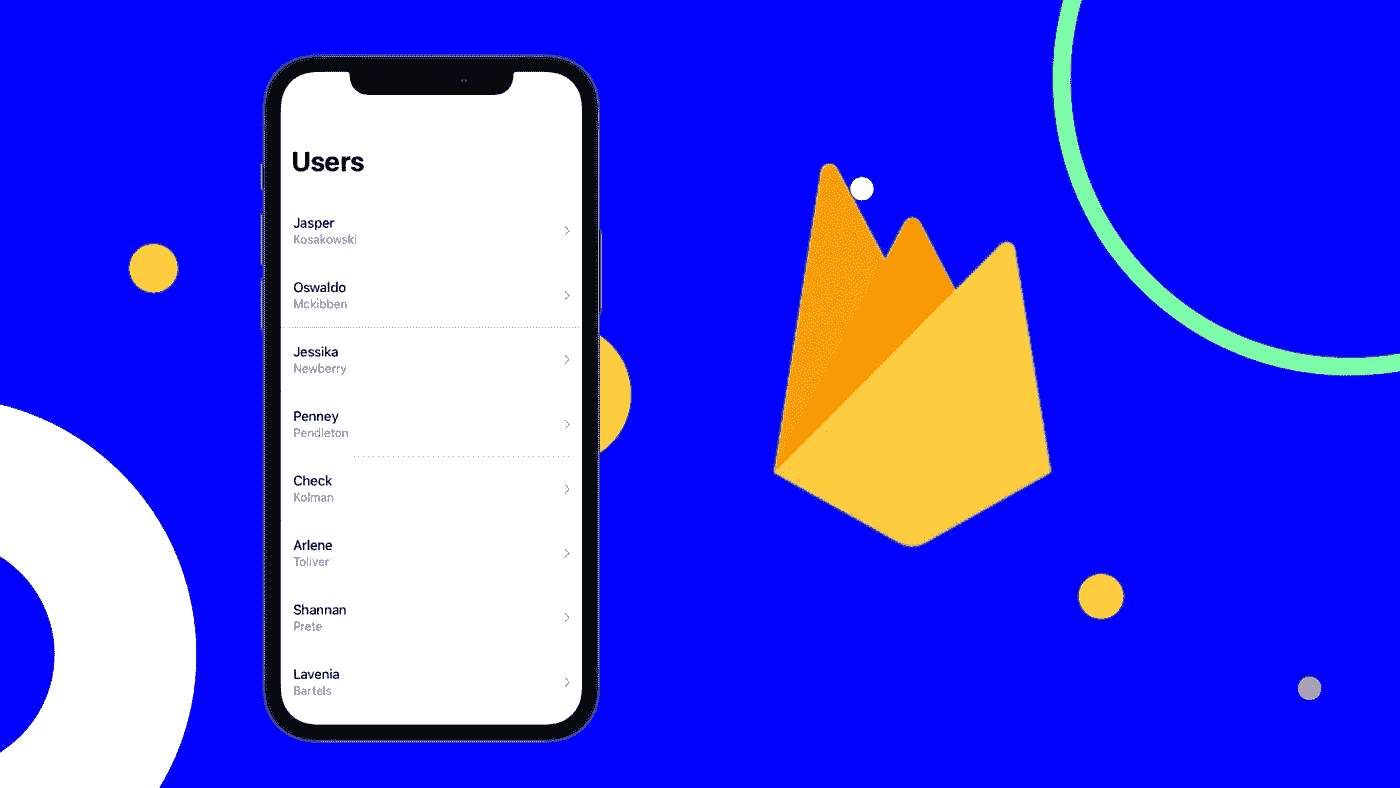 Users
Jasper
Kosakowski
Oswaldo
Mckibben
Jessika
Newberry
Penney
Pendleton
Check
Kolman
Arlene
Toliver
Shannan
Prete
Lavenia
Bartels